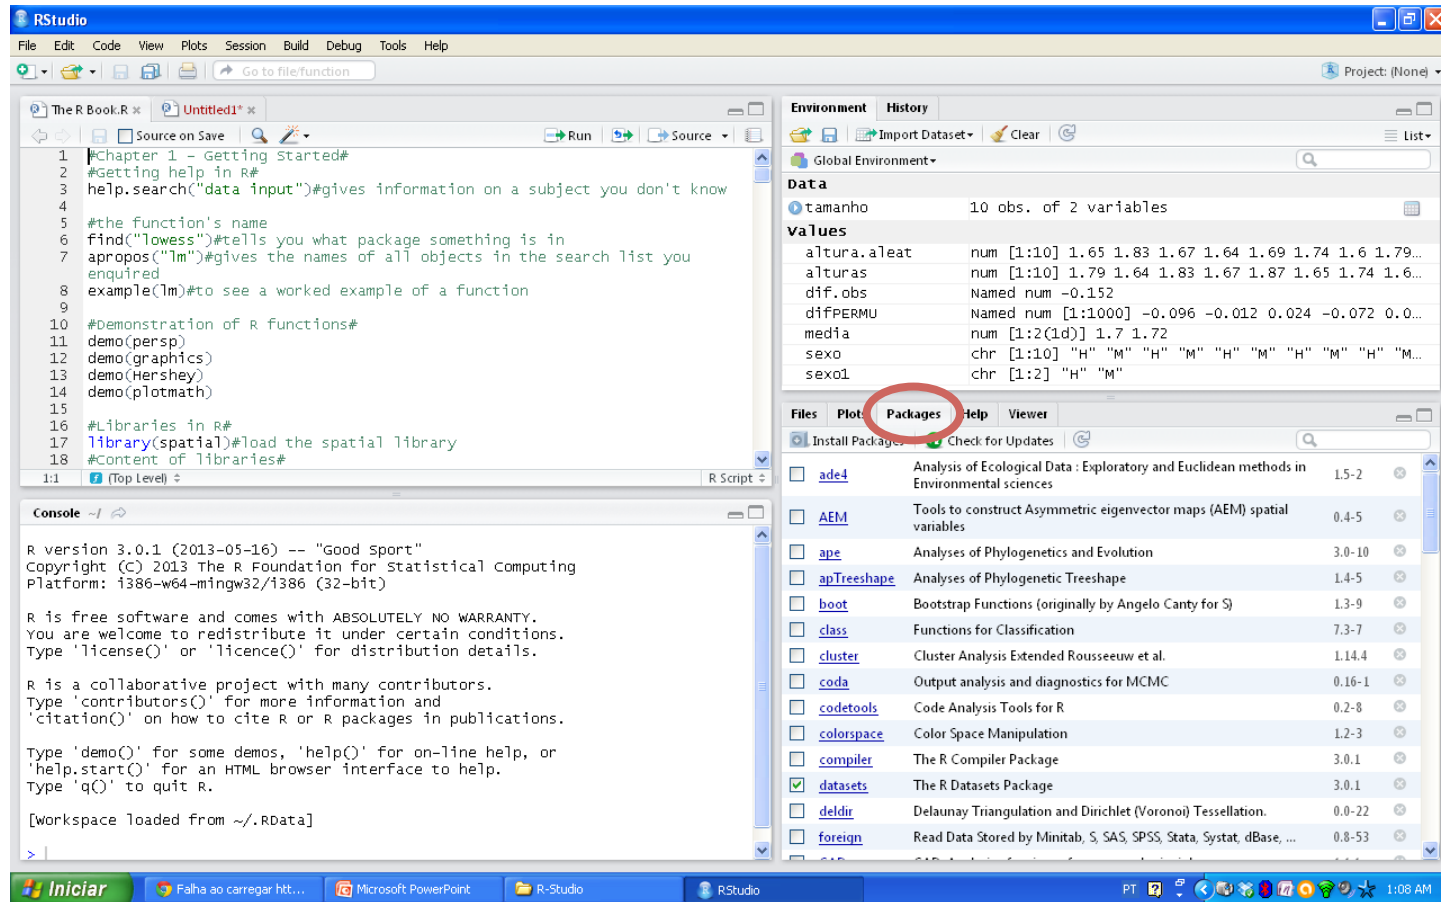 RStudio
File Edit Code View Plots Session Build Debug Tools Help
Go to file/function
Project: (None)
The R Book.R
Untitled1*
Source on Save
Run
Source
1 #Chapter 1 - Getting Started#
2 #Getting help in R#
3 help.search("data input")#gives information on a subject you don't know
4
5 #the function's name
6 find("lowess")#tells you what package something is in
7 apropos("lm")#gives the names of all objects in the search list you
enquired
8 example(lm)#to see a worked example of a function
9
10 #Demonstration of R functions#
11 demo(persp)
12 demo(graphics)
13 demo(Hershey)
14 demo(plotmath)
15
16 #Libraries in R#
17 library(spatial)#load the spatial library
18 #Content of libraries#
1:1 (Top Level) R Script
Console ~/
R version 3.0.1 (2013-05-16) -- "Good Sport"
Copyright (C) 2013 The R Foundation for Statistical Computing
Platform: i386-w64-mingw32/i386 (32-bit)
R is free software and comes with ABSOLUTELY NO WARRANTY.
You are welcome to redistribute it under certain conditions.
Type 'license()' or 'licence()' for distribution details.
R is a collaborative project with many contributors.
Type 'contributors()' for more information and
'citation()' on how to cite R or R packages in publications.
Type 'demo()' for some demos, 'help()' for on-line help, or
'help.start()' for an HTML browser interface to help.
Type 'q()' to quit R.
[Workspace loaded from ~/.RData]
>
Environment History
Import Dataset Clear List
Global Environment
Data
tamanho 10 obs. of 2 variables
Values
altura.aleat num [1:10] 1.65 1.83 1.67 1.64 1.69 1.74 1.6 1.79...
alturas num [1:10] 1.79 1.64 1.83 1.67 1.87 1.65 1.74 1.6...
dif.obs Named num -0.152
difPERMU Named num [1:1000] -0.096 -0.012 0.024 -0.072 0.0...
media num [1:2(1d)] 1.7 1.72
sexo chr [1:10] "H" "M" "H" "M" "H" "M" "H" "M" "H" "M...
sexo1 chr [1:2] "H" "M"
Files Plots Packages Help Viewer
Install Packages Check for Updates
ade4 Analysis of Ecological Data : Exploratory and Euclidean methods in 1.5-2
Environmental sciences
AEM Tools to construct Asymmetric eigenvector maps (AEM) spatial 0.4-5
variables
ape Analyses of Phylogenetics and Evolution 3.0-10
apTreeshape Analyses of Phylogenetic Treeshape 1.4-5
boot Bootstrap Functions (originally by Angelo Canty for S) 1.3-9
class Functions for Classification 7.3-7
cluster Cluster Analysis Extended Rousseeuw et al. 1.14.4
coda Output analysis and diagnostics for MCMC 0.16-1
codetools Code Analysis Tools for R 0.2-8
colorspace Color Space Manipulation 1.2-3
compiler The R Compiler Package 3.0.1
datasets The R Datasets Package 3.0.1
deldir Delaunay Triangulation and Dirichlet (Voronoi) Tessellation. 0.0-22
foreign Read Data Stored by Minitab, S, SAS, SPSS, Stata, Systat, dBase, ... 0.8-53
Iniciar
Falha ao carregar htt...
Microsoft PowerPoint
R-Studio
RStudio
PT
1:08 AM